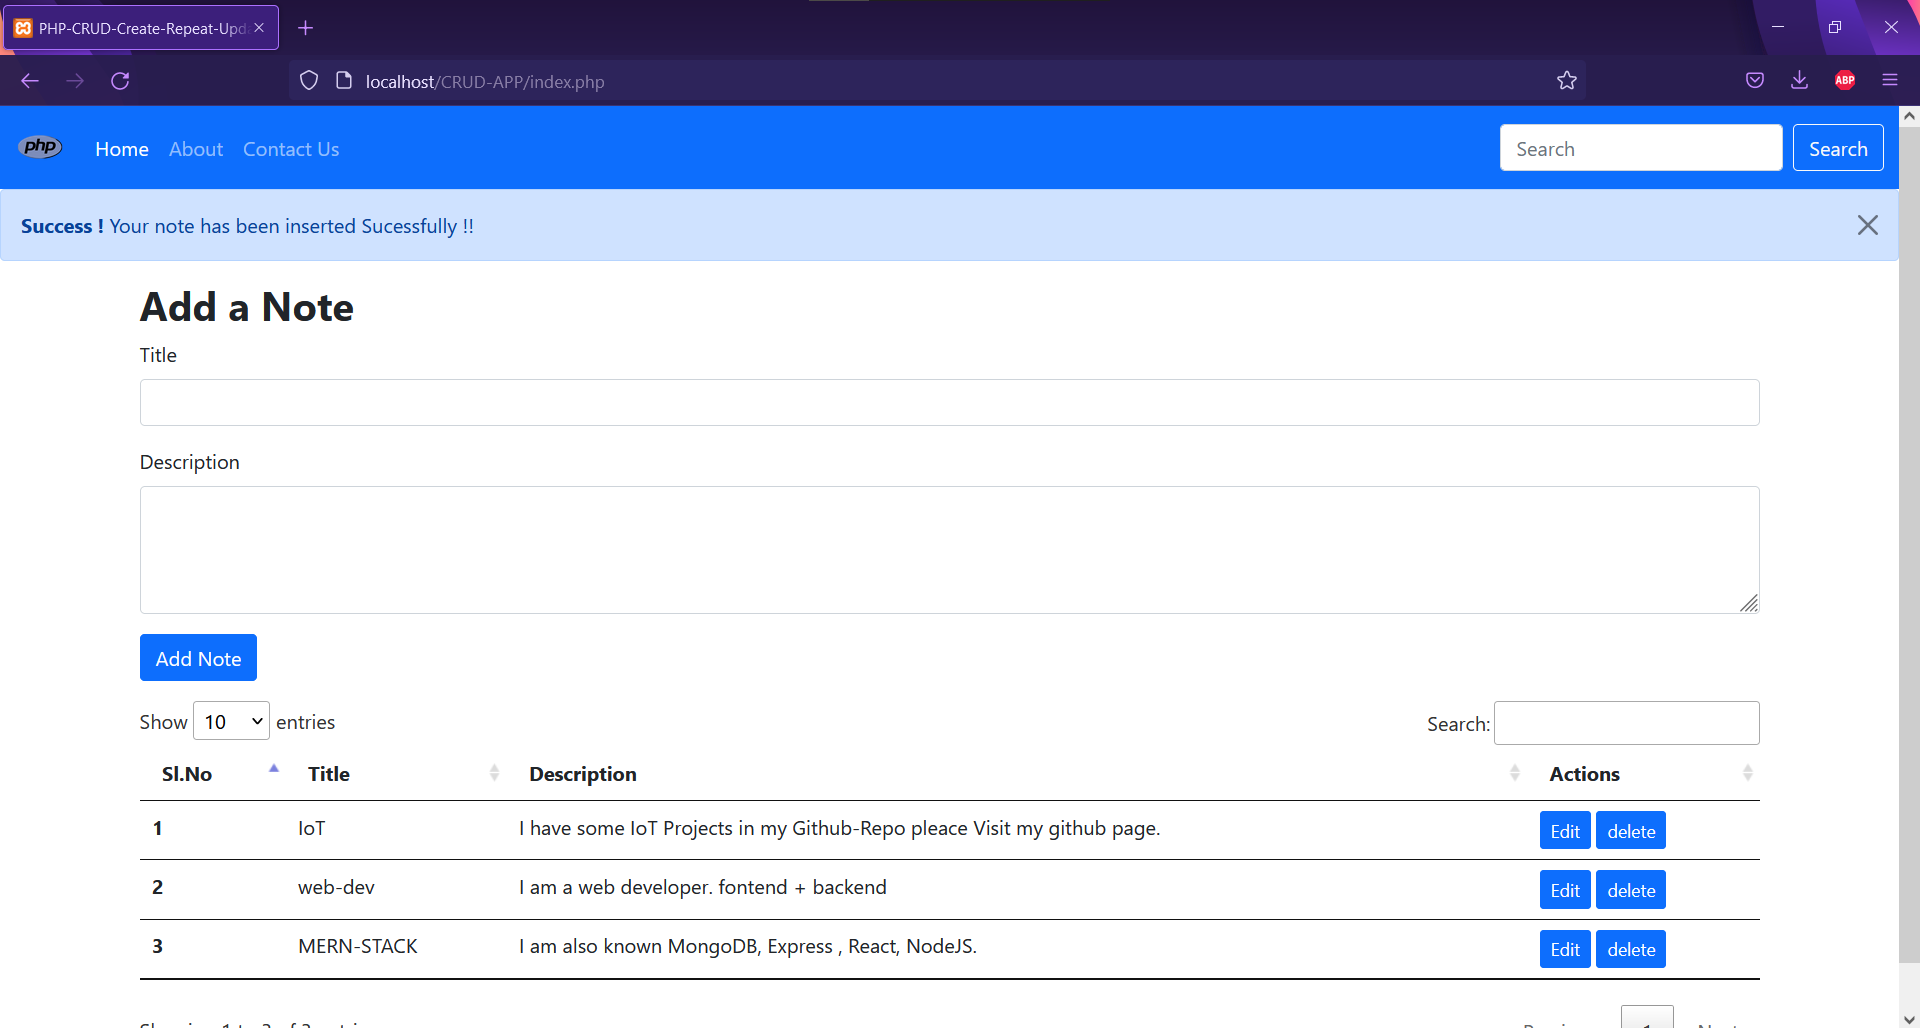 PHP-CRUD-Create-Repeat-Upd
localhost/CRUD-APP/index.php
ABP
php Home About Contact Us Search Search
Success ! Your note has been inserted Sucessfully !!
Add a Note
Title
Description
Add Note
Show 10 entries Search:
Sl.No Title Description Actions
1 IoT I have some IoT Projects in my Github-Repo pleace Visit my github page. Edit delete
2 web-dev I am a web developer. fontend + backend Edit delete
3 MERN-STACK I am also known MongoDB, Express , React, NodeJS. Edit delete